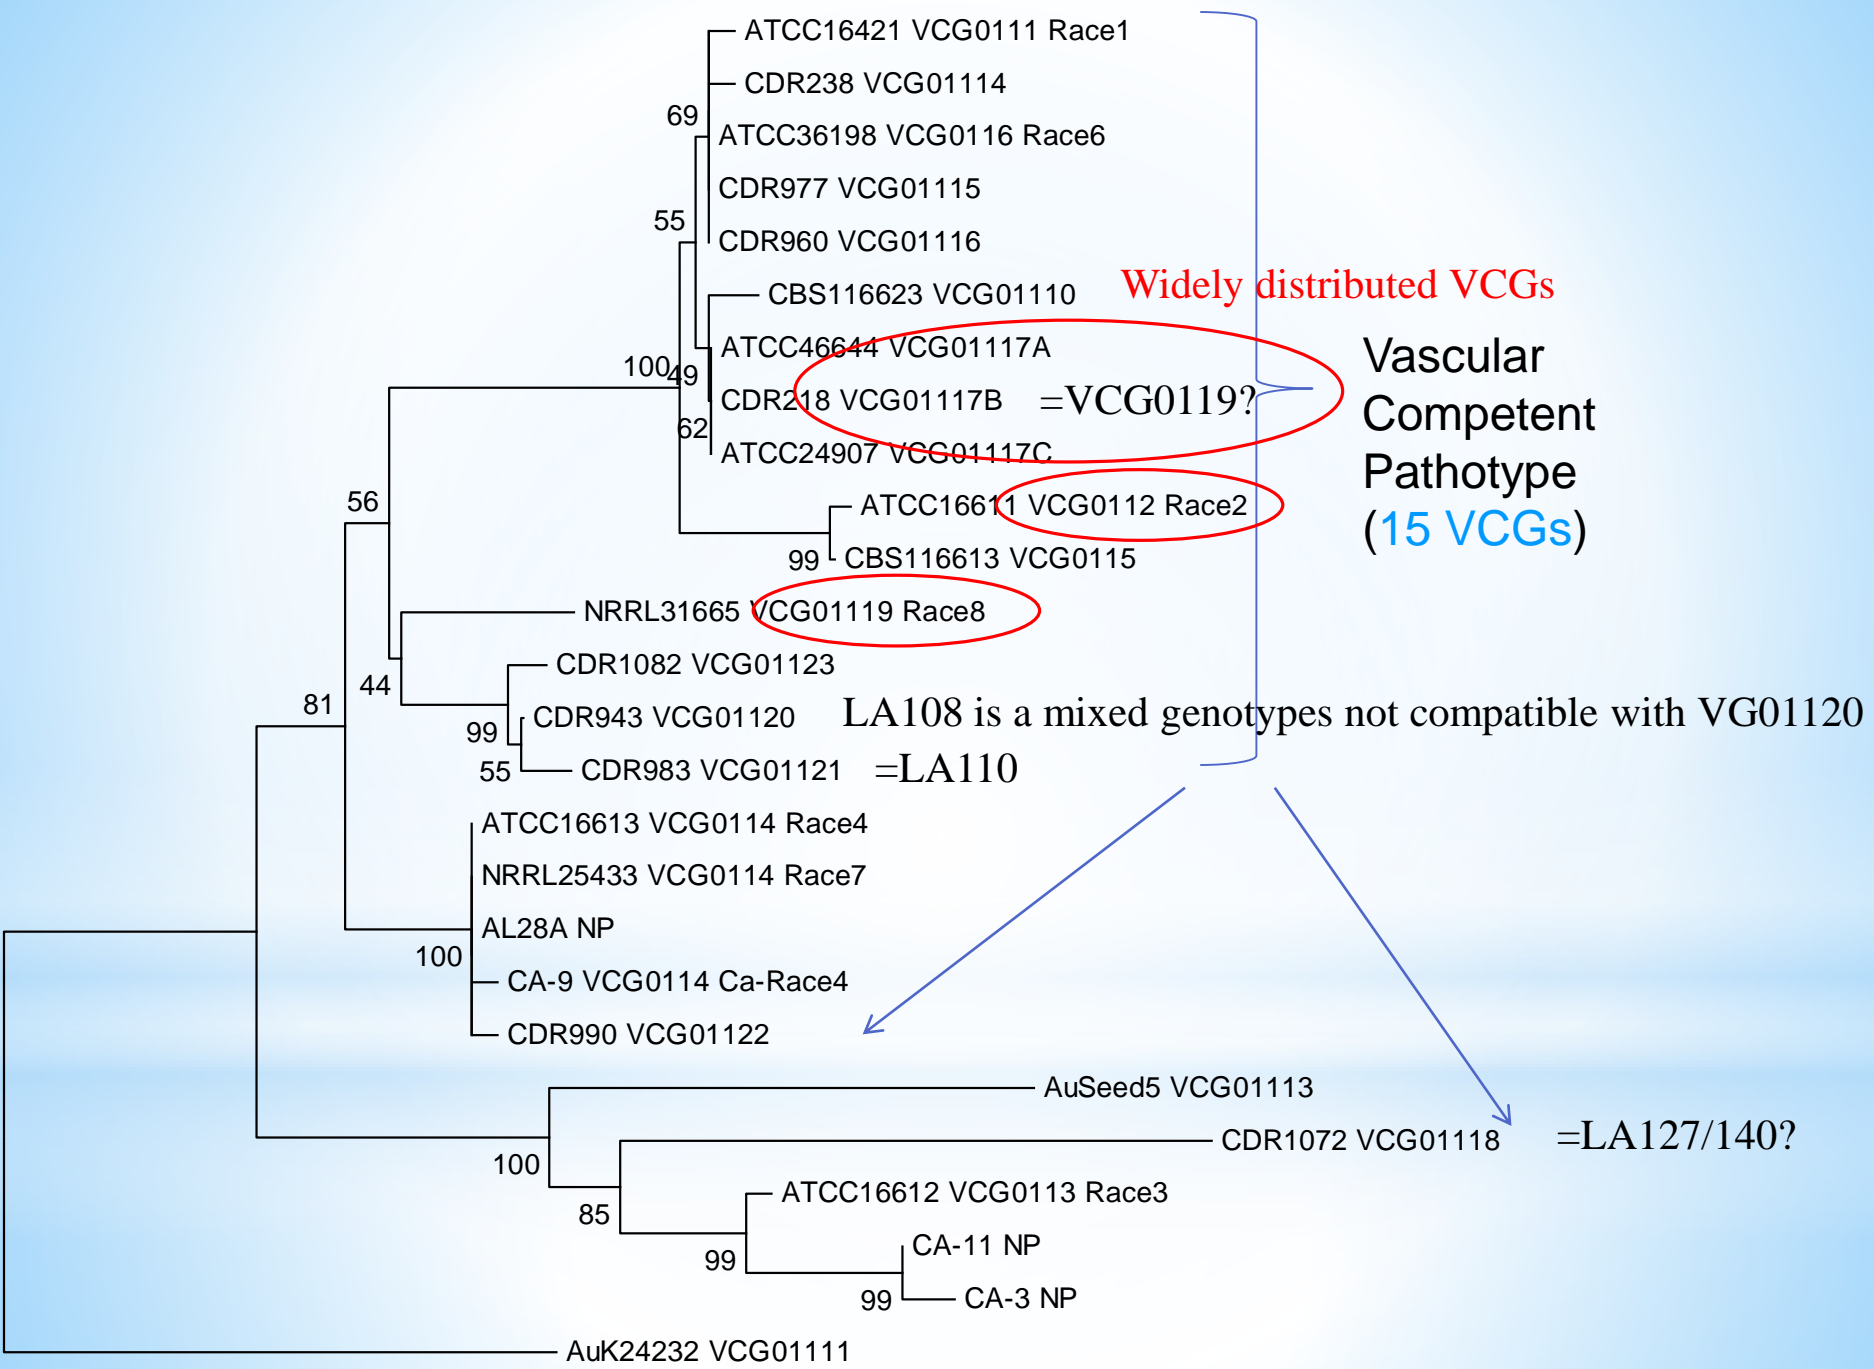 ATCC16421 VCG0111 Race1
CDR238 VCG01114
69
ATCC36198 VCG0116 Race6
CDR977 VCG01115
55
CDR960 VCG01116
CBS116623 VCG01110
Widely distributed VCGs
ATCC46644 VCG01117A
100
49
CDR218 VCG01117B =VCG0119?
62
ATCC24907 VCG01117C
Vascular
Competent
Pathotype
(15 VCGs)
56
ATCC16611 VCG0112 Race2
99
CBS116613 VCG0115
NRRL31665 VCG01119 Race8
CDR1082 VCG01123
44
81
CDR943 VCG01120 LA108 is a mixed genotypes not compatible with VG01120
99
55
CDR983 VCG01121 =LA110
ATCC16613 VCG0114 Race4
NRRL25433 VCG0114 Race7
AL28A NP
100
CA-9 VCG0114 Ca-Race4
CDR990 VCG01122
AuSeed5 VCG01113
CDR1072 VCG01118 =LA127/140?
100
ATCC16612 VCG0113 Race3
85
CA-11 NP
99
CA-3 NP
99
AuK24232 VCG01111